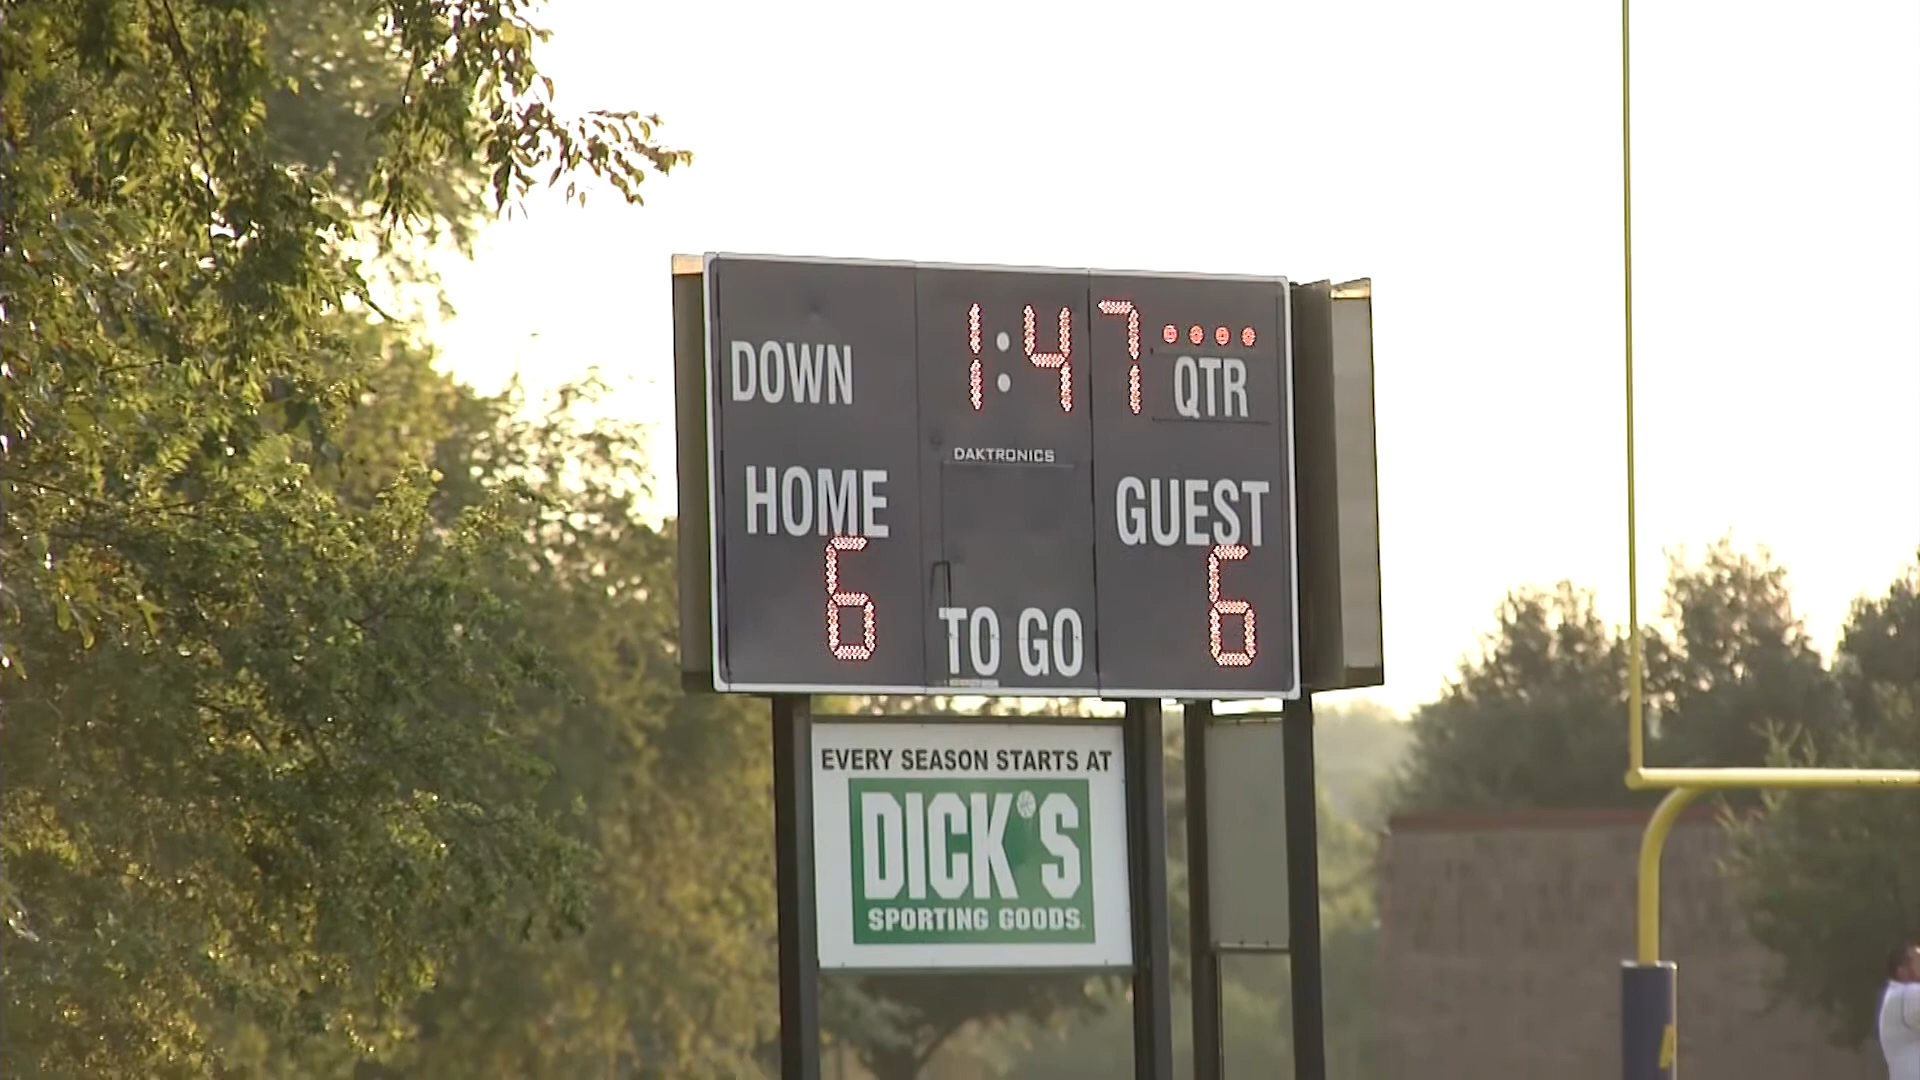 1:47
DOWN
QTR
DAKTRONICS
HOME
GUEST
6
6
TO GO
EVERY SEASON STARTS AT
DICK'S
SPORTING GOODS.